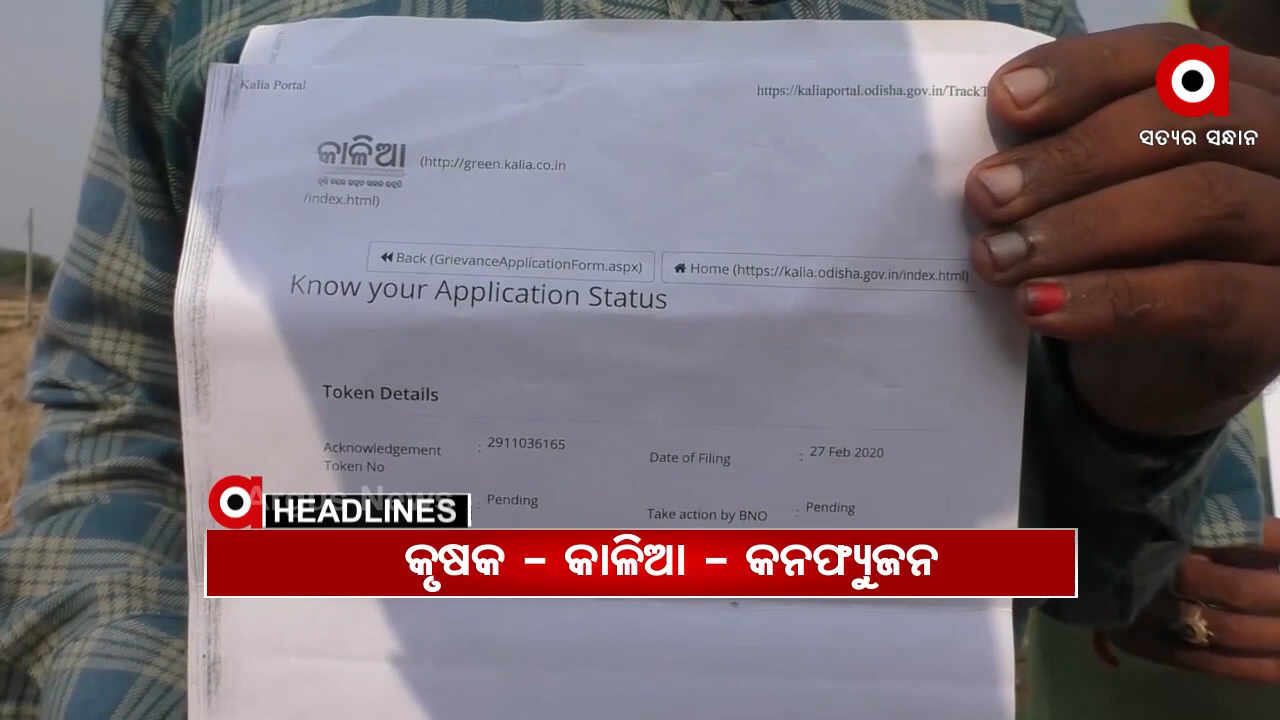 Kalia Portal
https://kaliaportal.odisha.gov.in/TrackT
ସତ୍ୟର ସନ୍ଧାନ
କାଳିଆ (http://green.kalia.co.in
/index.html)
Back (GrievanceApplicationForm.aspx)
Home (https://kalia.odisha.gov.in/index.html)
Know your Application Status
Token Details
Acknowledgement : 2911036165
Token No
Date of Filing : 27 Feb 2020
: Pending
Take action by BNO : Pending
Argus News
HEADLINES
କୃଷକ - କାଳିଆ - କନଫ୍ୟୁଜନ